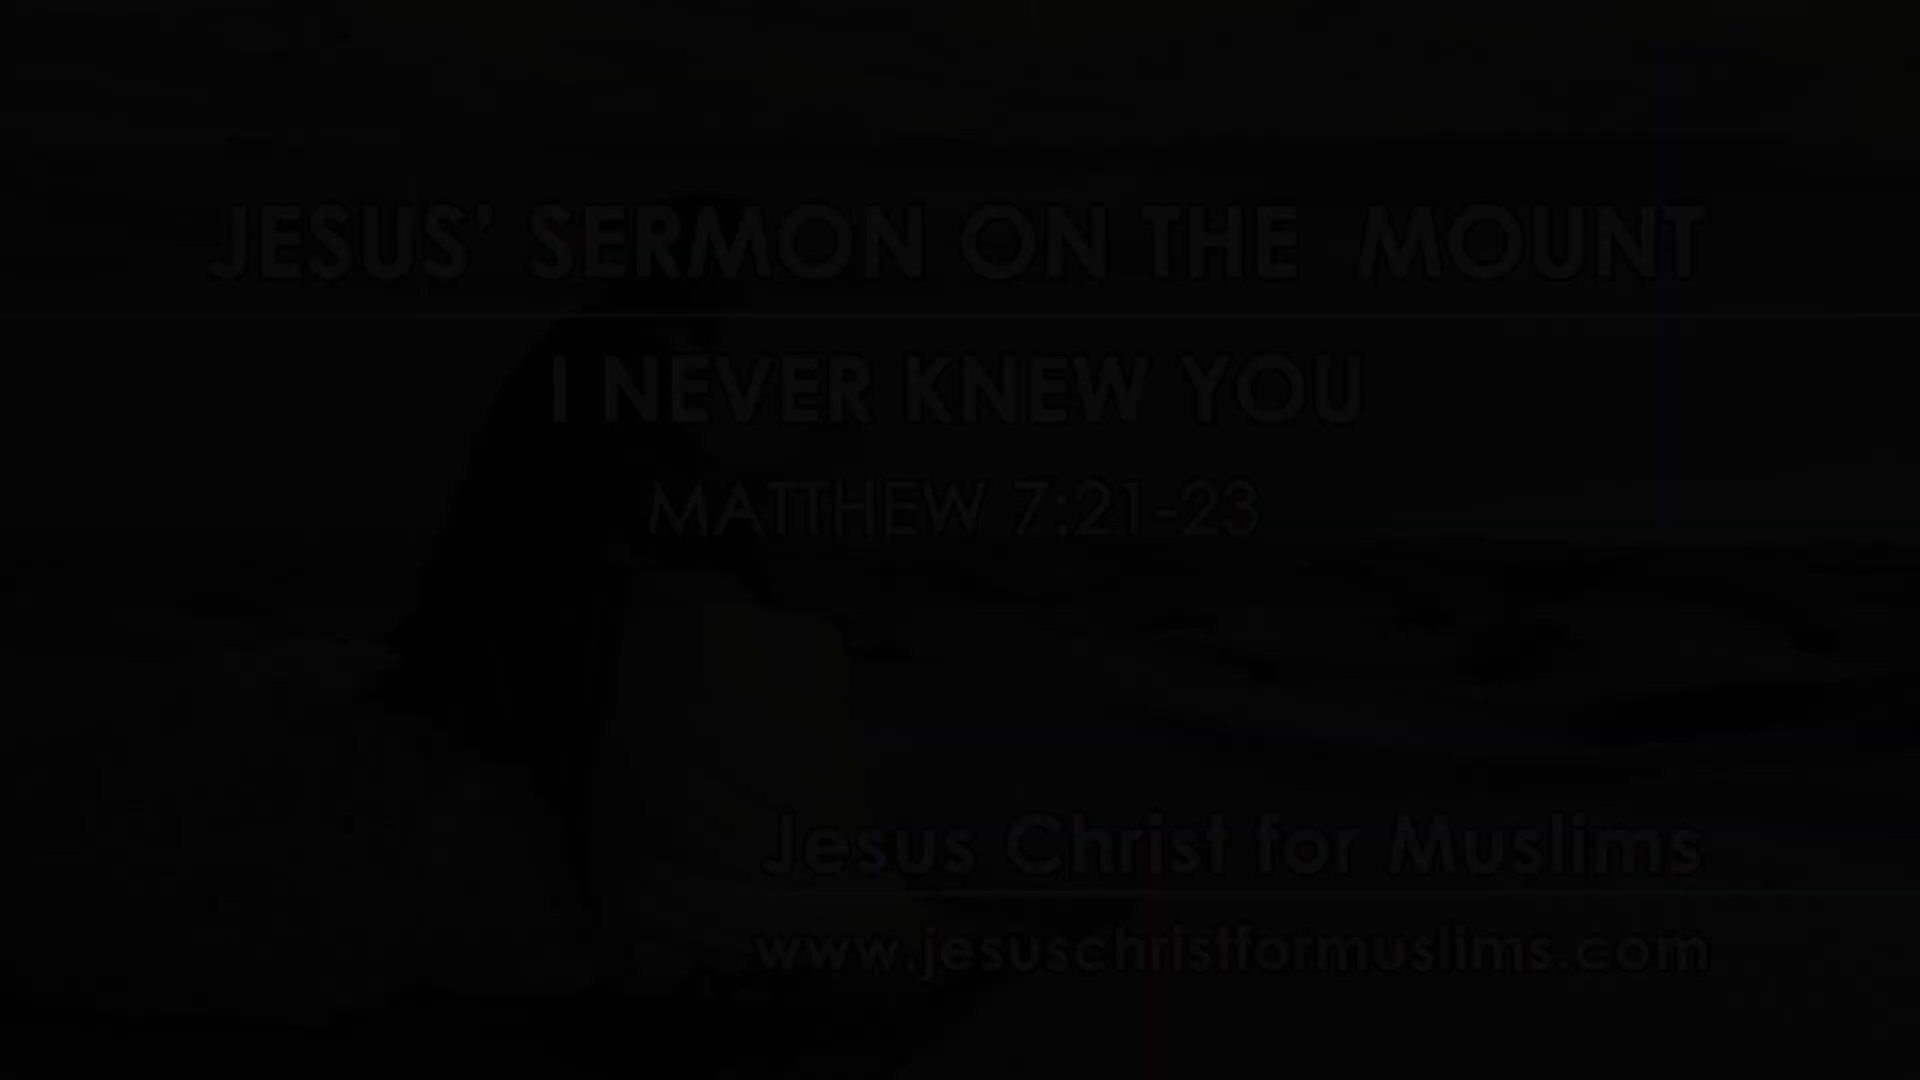 JESUS’ SERMON ON THE MOUNT
I NEVER KNEW YOU
MATTHEW 7:21-23
Jesus Christ for Muslims
www.jesuschristformuslims.com